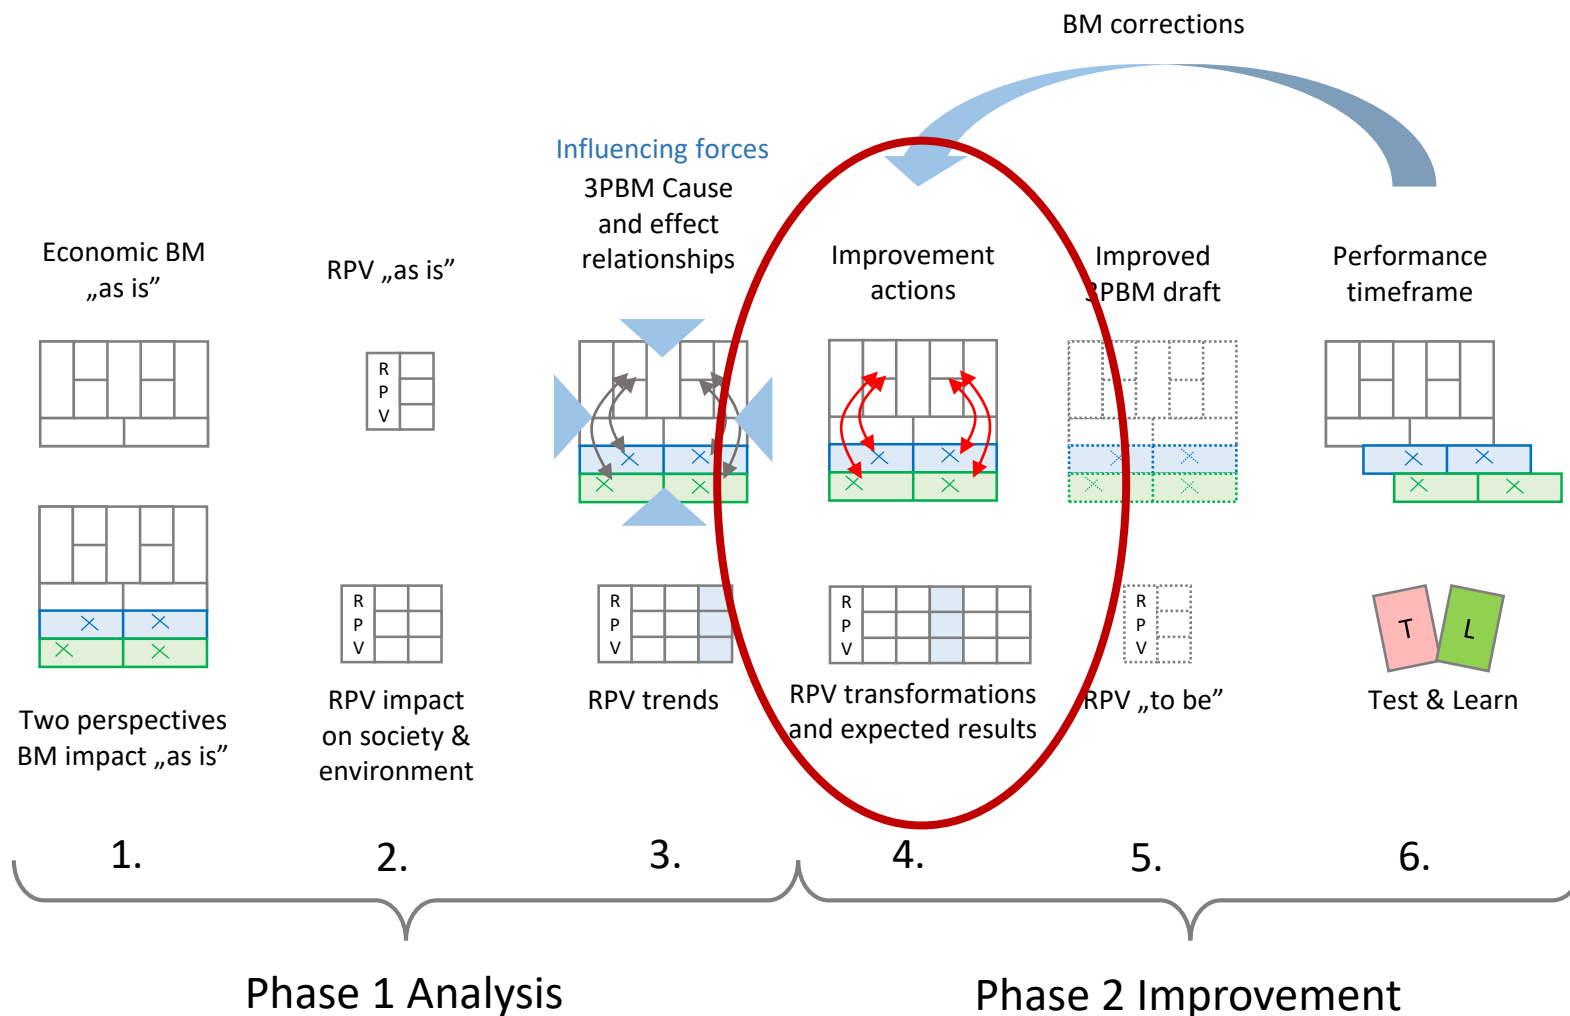 BM corrections
Influencing forces
3PBM Cause
and effect
relationships
Economic BM
„as is”
RPV „as is”
Improvement
actions
Improved
3PBM draft
Performance
timeframe
R
P
V
R
P
V
R
P
V
R
P
V
R
P
V
T
L
Two perspectives
BM impact „as is”
RPV impact
on society &
environment
RPV trends
RPV transformations
and expected results
RPV „to be”
Test & Learn
1.
2.
3.
4.
5.
6.
Phase 1 Analysis
Phase 2 Improvement